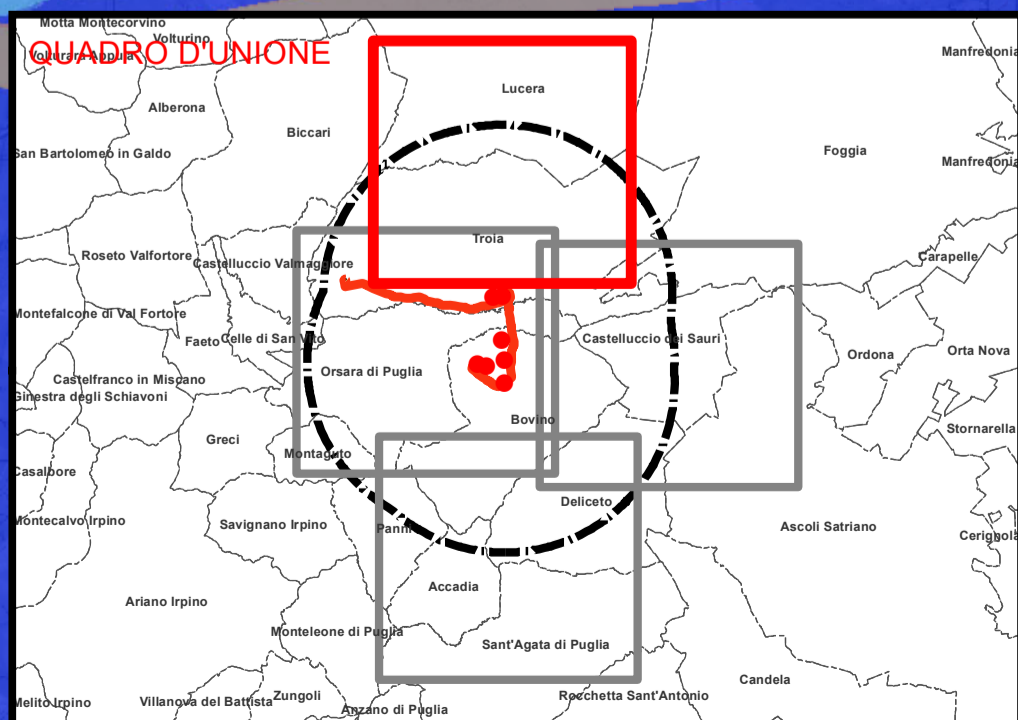 Motta Montecorvino
Volturino
QUADRO D'UNIONE
Volturara Appula
Manfredonia
Lucera
Alberona
Biccari
Foggia
San Bartolomeo in Galdo
Manfredonia
Troia
Roseto Valfortore
Castelluccio Valmaggiore
Carapelle
Montefalcone di Val Fortore
Faeto
Celle di San Vito
Castelluccio dei Sauri
Ordona
Orta Nova
Orsara di Puglia
Castelfranco in Miscano
Ginestra degli Schiavoni
Bovino
Stornarella
Greci
Montaguto
Casalbore
Deliceto
Montecalvo Irpino
Savignano Irpino
Panni
Ascoli Satriano
Cerignola
Accadia
Ariano Irpino
Monteleone di Puglia
Sant'Agata di Puglia
Candela
Melito Irpino
Villanova del Battista
Zungoli
Anzano di Puglia
Rocchetta Sant'Antonio